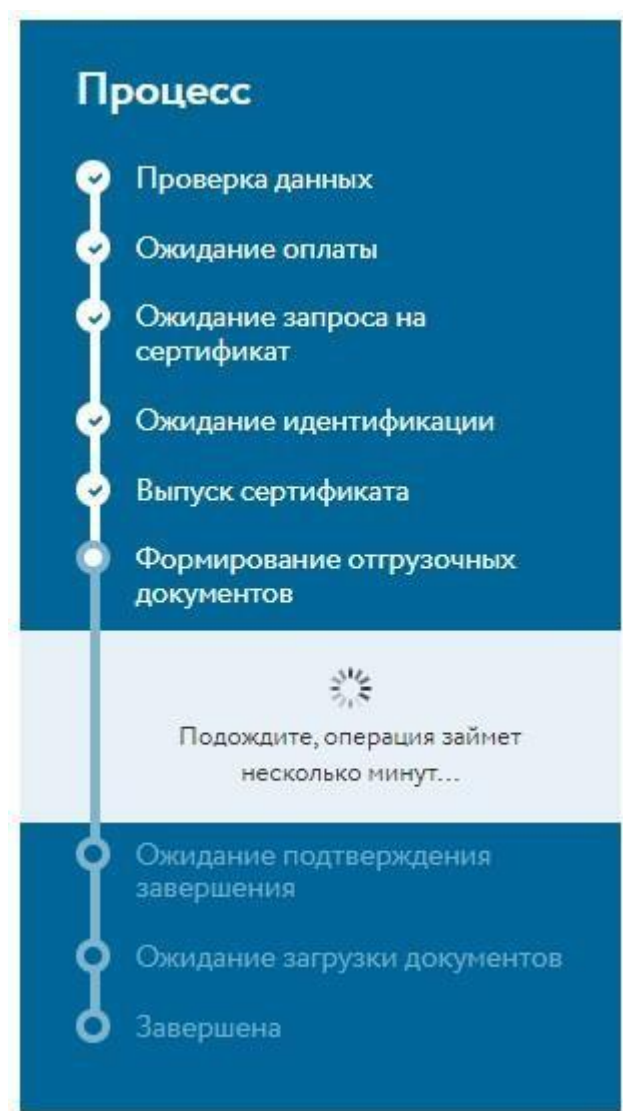 Процесс
Проверка данных
Ожидание оплаты
Ожидание запроса на
сертификат
Ожидание идентификации
Выпуск сертификата
Формирование отгрузочных
документов
Подождите, операция займет
несколько минут...
Ожидание подтверждения
завершения
Ожидание загрузки документов
Завершена